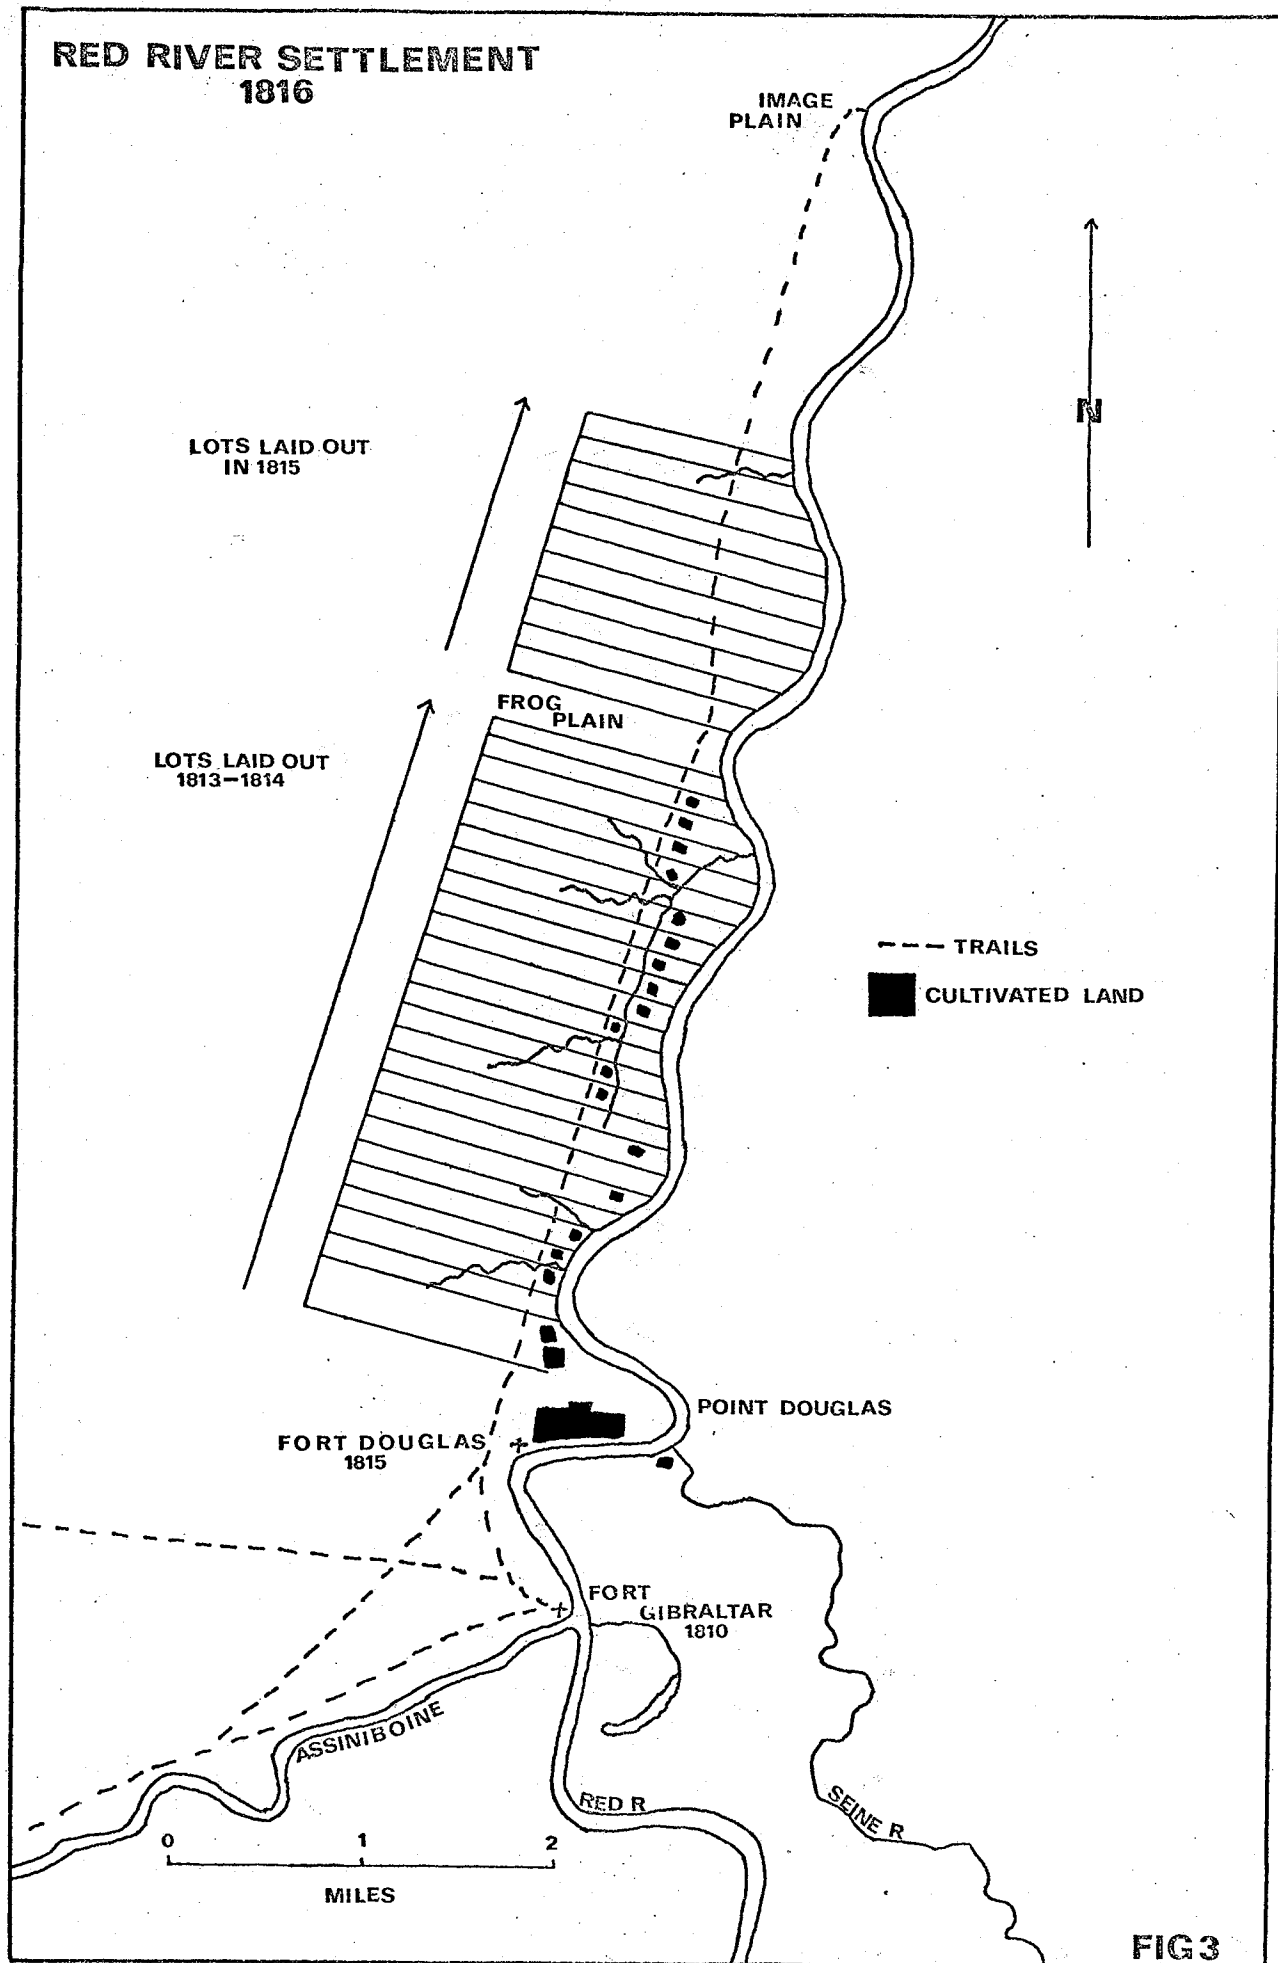 RED RIVER SETTLEMENT
1816
IMAGE
PLAIN
N
LOTS LAID OUT
IN 1815
FROG
PLAIN
LOTS LAID OUT
1813-1814
TRAILS
CULTIVATED LAND
POINT DOUGLAS
FORT DOUGLAS
1815
FORT
GIBRALTAR
1810
ASSINIBOINE
RED R
SEINE R
0 1 2
MILES
FIG 3